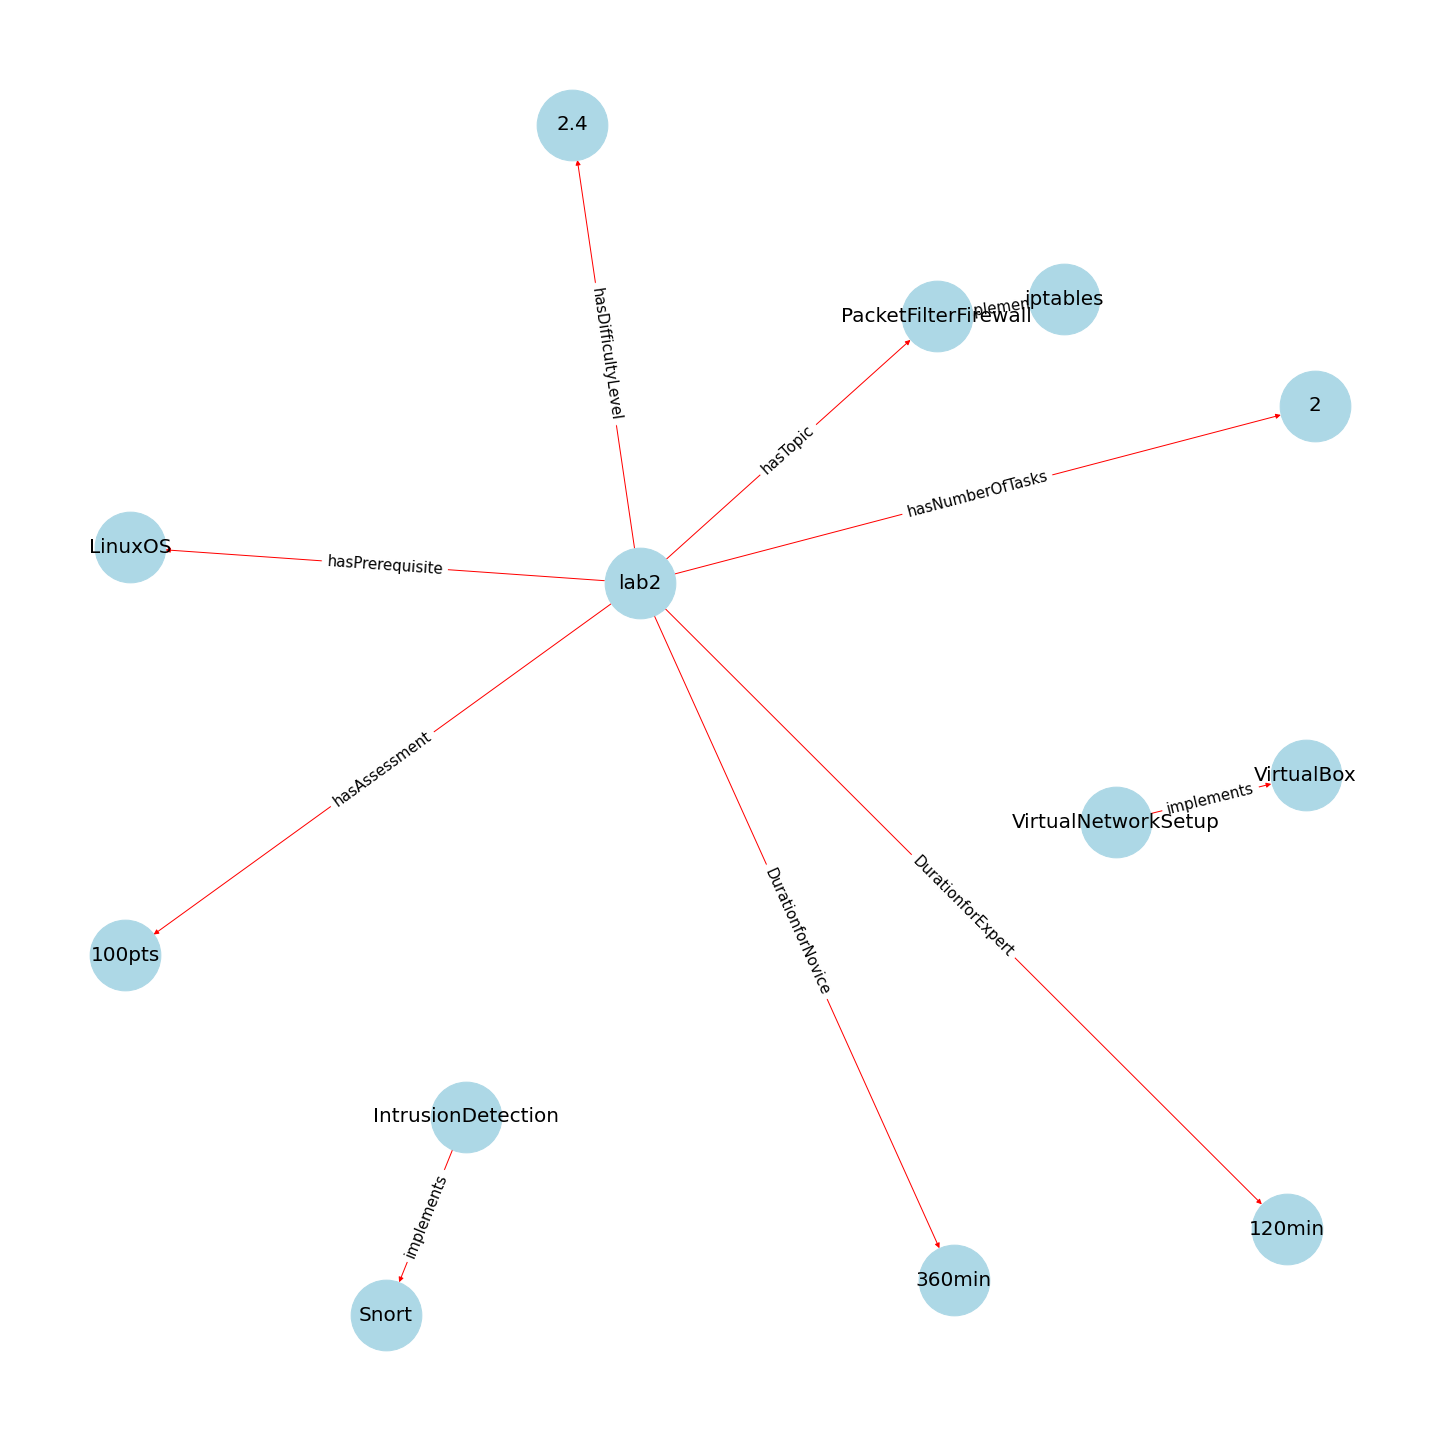 2.4
hasDifficultyLevel
iptables
plemen
PacketFilterFirewall
2
hasTopic
hasNumberOfTasks
LinuxOS
hasPrerequisite
lab2
hasAssessment
VirtualBox
implements
VirtualNetworkSetup
DurationforExpert
DurationforNovice
100pts
IntrusionDetection
implements
120min
360min
Snort